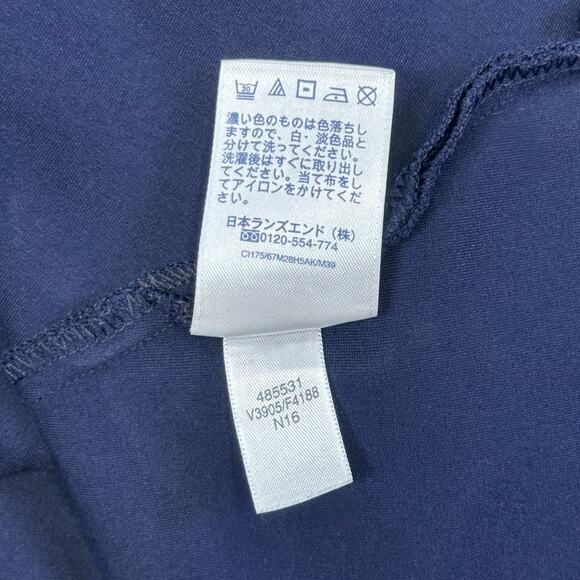 30
濃い色のものは色落ちし
ますので、白・淡色品と
分けて洗ってください。
洗濯後はすぐに取り出し
てください。当て布をし
てアイロンをかけてくだ
さい。
日本ランズエンド（株）
0120-554-774
CI175/67M2BH5AK/M39
485531
V3905/F4188
N16